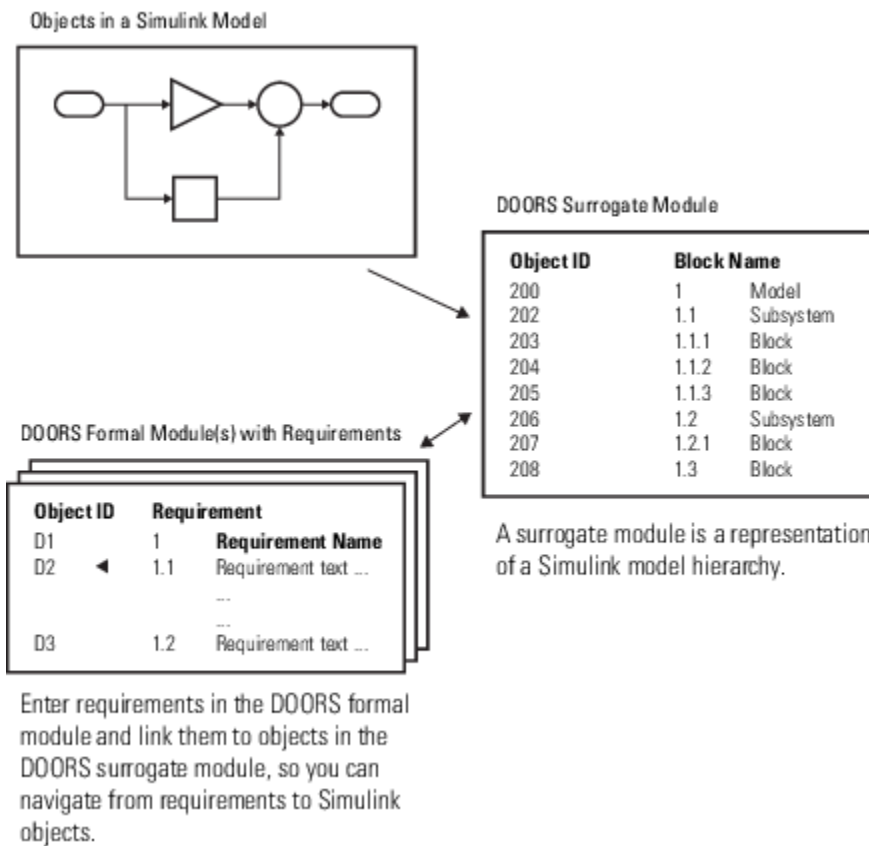 Objects in a Simulink Model
DOORS Surrogate Module
Object ID Block Name
200 1 Model
202 1.1 Subsystem
203 1.1.1 Block
204 1.1.2 Block
205 1.1.3 Block
206 1.2 Subsystem
207 1.2.1 Block
208 1.3 Block
A surrogate module is a representation
of a Simulink model hierarchy.
DOORS Formal Module(s) with Requirements
Object ID Requirement
D1 1 Requirement Name
D2 ◄ 1.1 Requirement text ...
...
...
D3 1.2 Requirement text ...
Enter requirements in the DOORS formal
module and link them to objects in the
DOORS surrogate module, so you can
navigate from requirements to Simulink
objects.